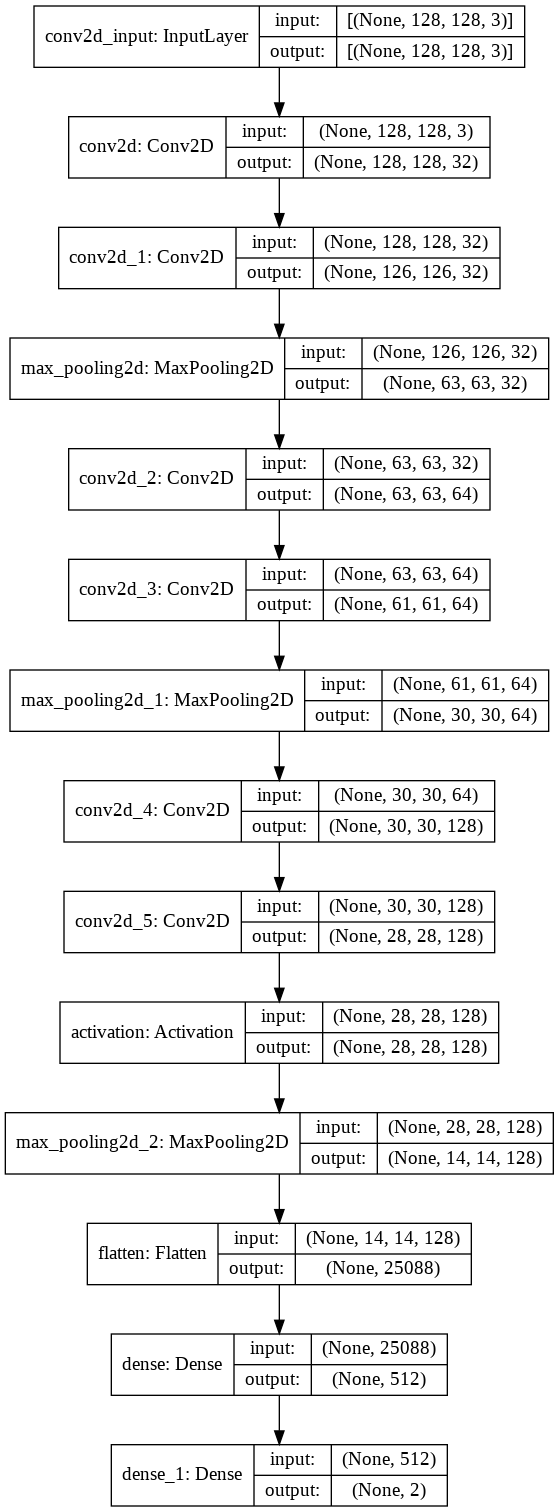 conv2d_input: InputLayer
input: [(None, 128, 128, 3)]
output: [(None, 128, 128, 3)]
conv2d: Conv2D
input: (None, 128, 128, 3)
output: (None, 128, 128, 32)
conv2d_1: Conv2D
input: (None, 128, 128, 32)
output: (None, 126, 126, 32)
max_pooling2d: MaxPooling2D
input: (None, 126, 126, 32)
output: (None, 63, 63, 32)
conv2d_2: Conv2D
input: (None, 63, 63, 32)
output: (None, 63, 63, 64)
conv2d_3: Conv2D
input: (None, 63, 63, 64)
output: (None, 61, 61, 64)
max_pooling2d_1: MaxPooling2D
input: (None, 61, 61, 64)
output: (None, 30, 30, 64)
conv2d_4: Conv2D
input: (None, 30, 30, 64)
output: (None, 30, 30, 128)
conv2d_5: Conv2D
input: (None, 30, 30, 128)
output: (None, 28, 28, 128)
activation: Activation
input: (None, 28, 28, 128)
output: (None, 28, 28, 128)
max_pooling2d_2: MaxPooling2D
input: (None, 28, 28, 128)
output: (None, 14, 14, 128)
flatten: Flatten
input: (None, 14, 14, 128)
output: (None, 25088)
dense: Dense
input: (None, 25088)
output: (None, 512)
dense_1: Dense
input: (None, 512)
output: (None, 2)